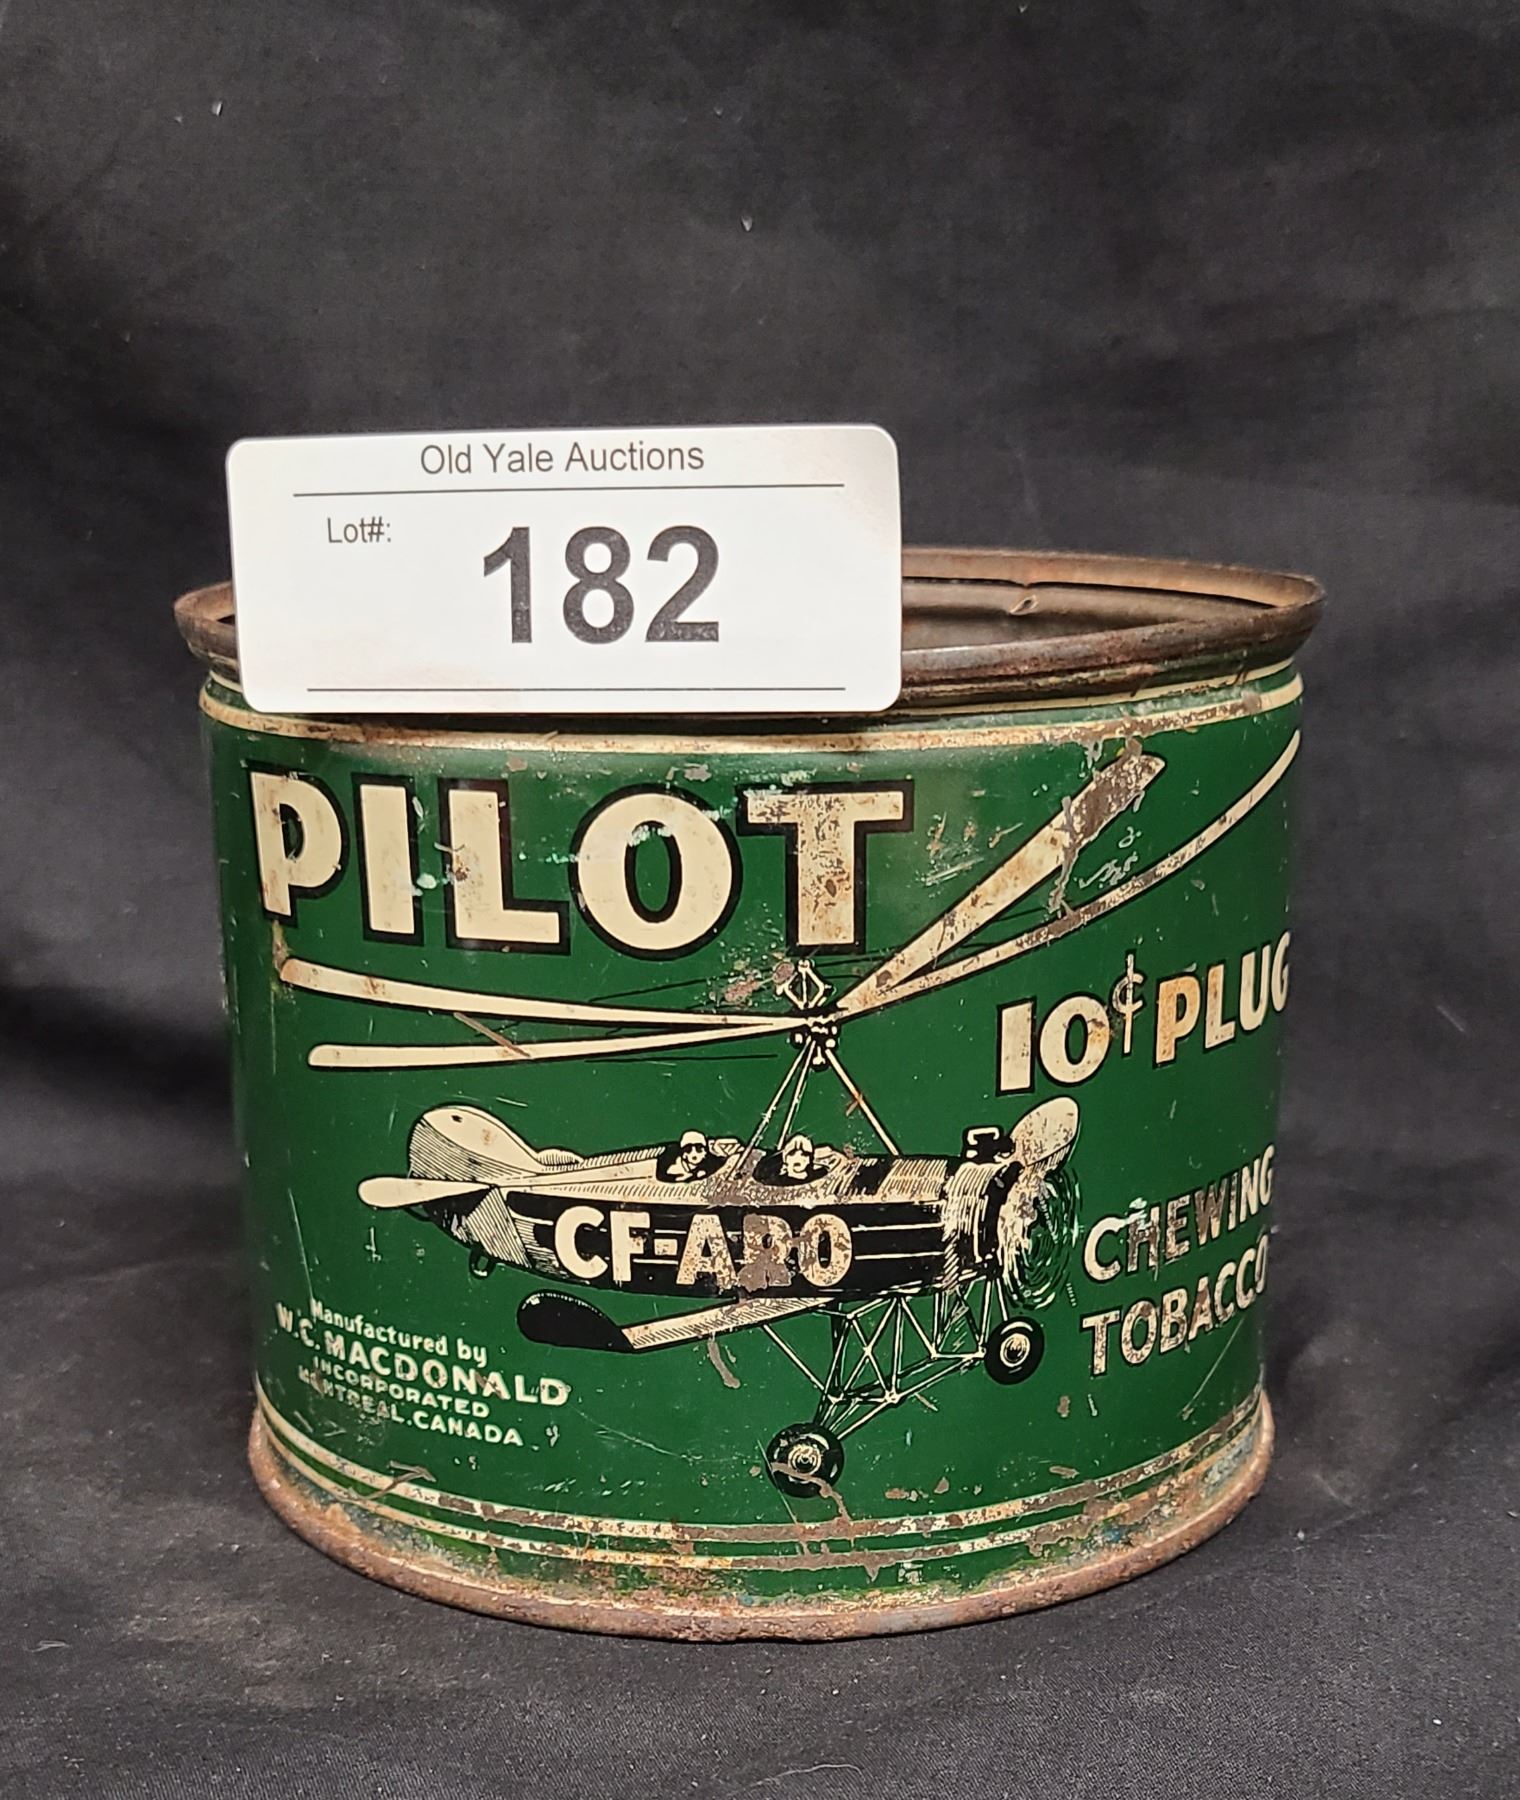 Old Yale Auctions
Lot#: 182
PILOT
10¢ PLUG
CF-ARO
CHEWING
TOBACCO
Manufactured by
W.C. MACDONALD
INCORPORATED
MONTREAL, CANADA